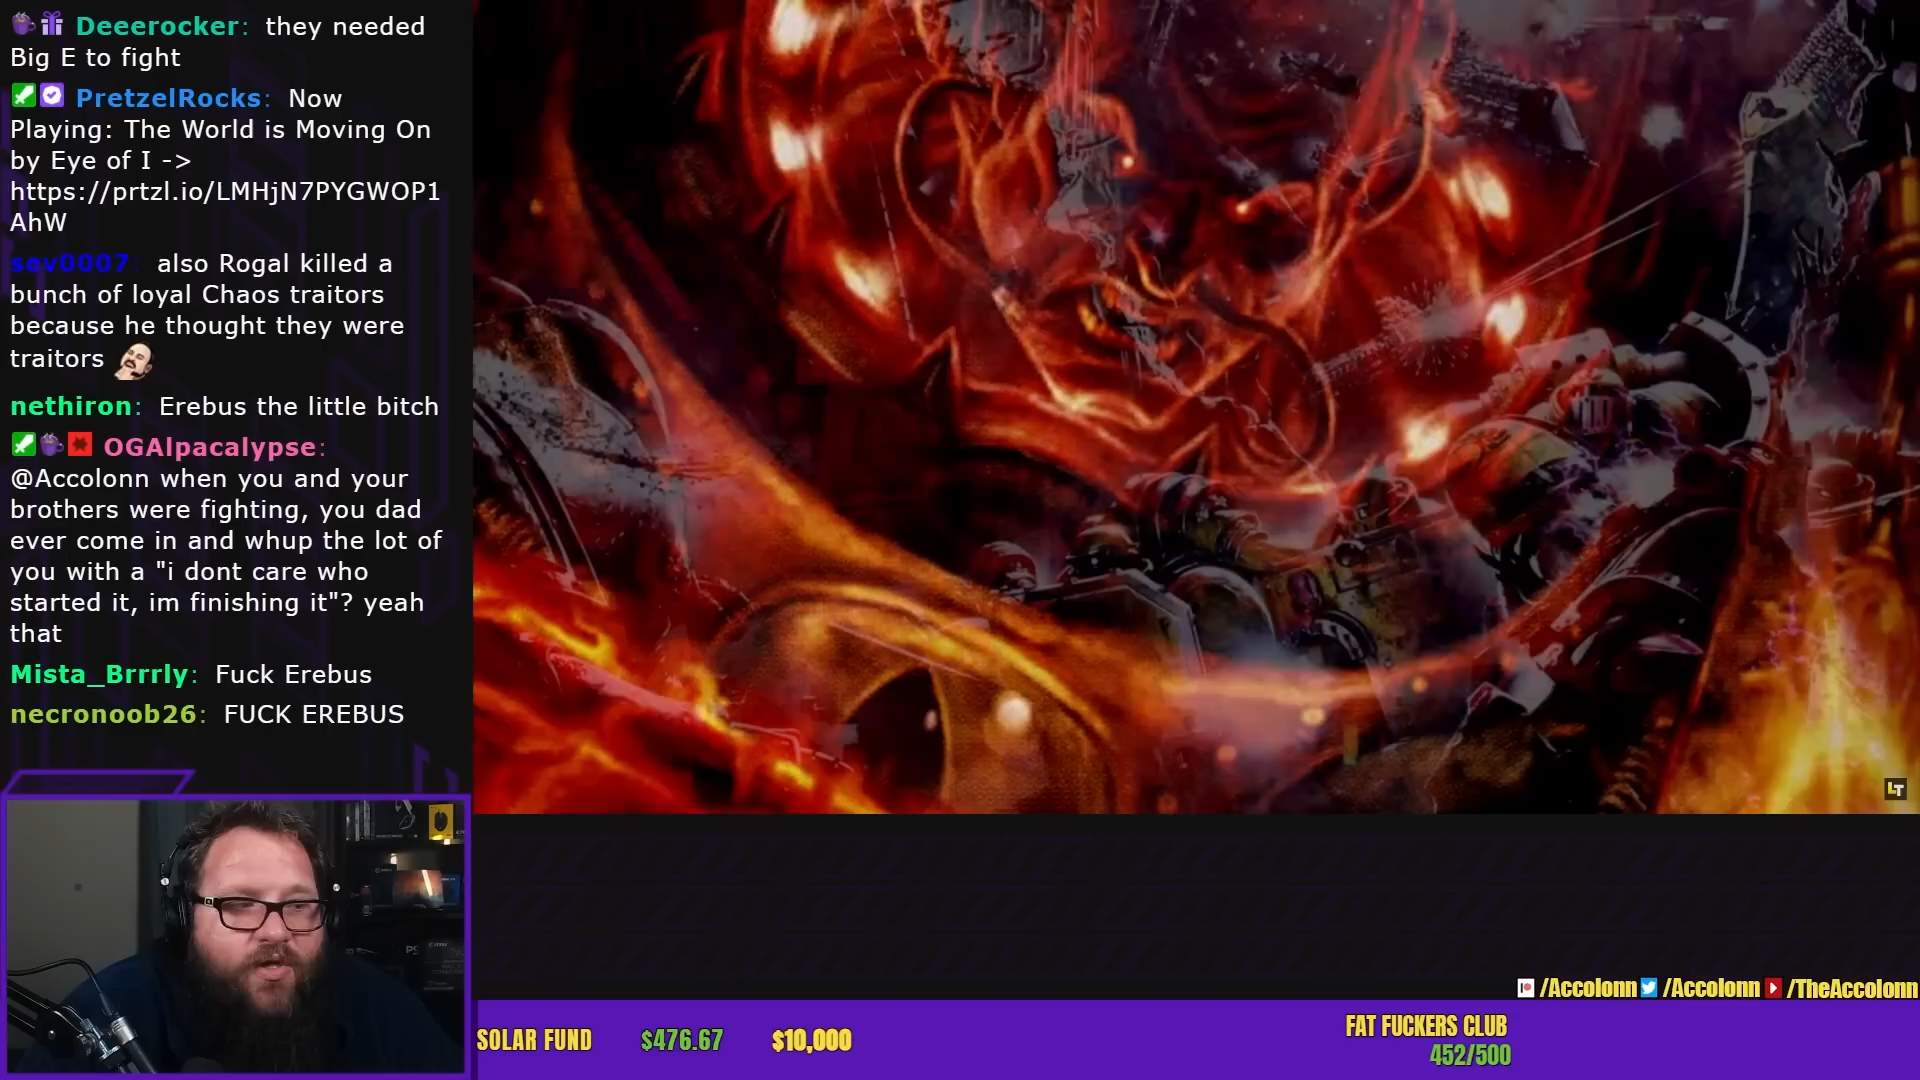 Deeerocker: they needed
Big E to fight
PretzelRocks: Now
Playing: The World is Moving On
by Eye of I ->
https://prtzl.io/LMHjN7PYGWOP1
AhW
sev0007: also Rogal killed a
bunch of loyal Chaos traitors
because he thought they were
traitors
nethiron: Erebus the little bitch
OGAlpacalypse:
@Accolonn when you and your
brothers were fighting, you dad
ever come in and whup the lot of
you with a "i dont care who
started it, im finishing it"? yeah
that
Mista_Brrrly: Fuck Erebus
necronoob26: FUCK EREBUS
LT
/Accolonn /Accolonn /TheAccolonn
SOLAR FUND $476.67 $10,000
FAT FUCKERS CLUB
452/500